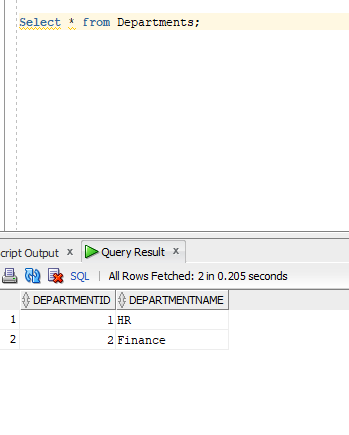 Select * from Departments;
cript Output x Query Result x
SQL | All Rows Fetched: 2 in 0.205 seconds
DEPARTMENTID DEPARTMENTNAME
1 1 HR
2 2 Finance